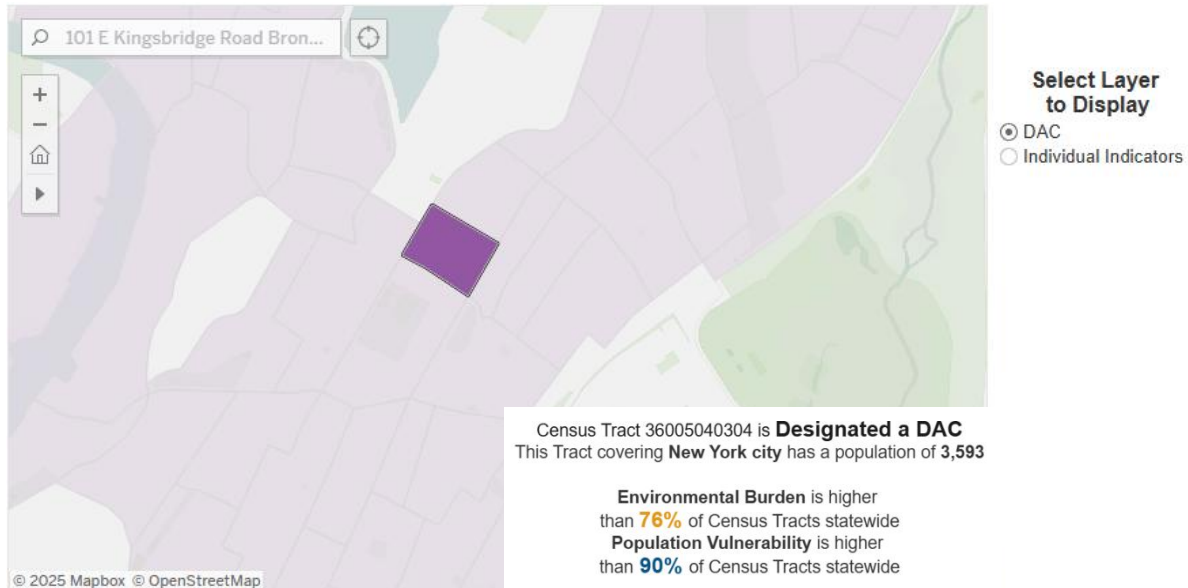 101 E Kingsbridge Road Bron...
Select Layer
to Display
DAC
Individual Indicators
Census Tract 36005040304 is Designated a DAC
This Tract covering New York city has a population of 3,593
Environmental Burden is higher
than 76% of Census Tracts statewide
Population Vulnerability is higher
than 90% of Census Tracts statewide
© 2025 Mapbox © OpenStreetMap